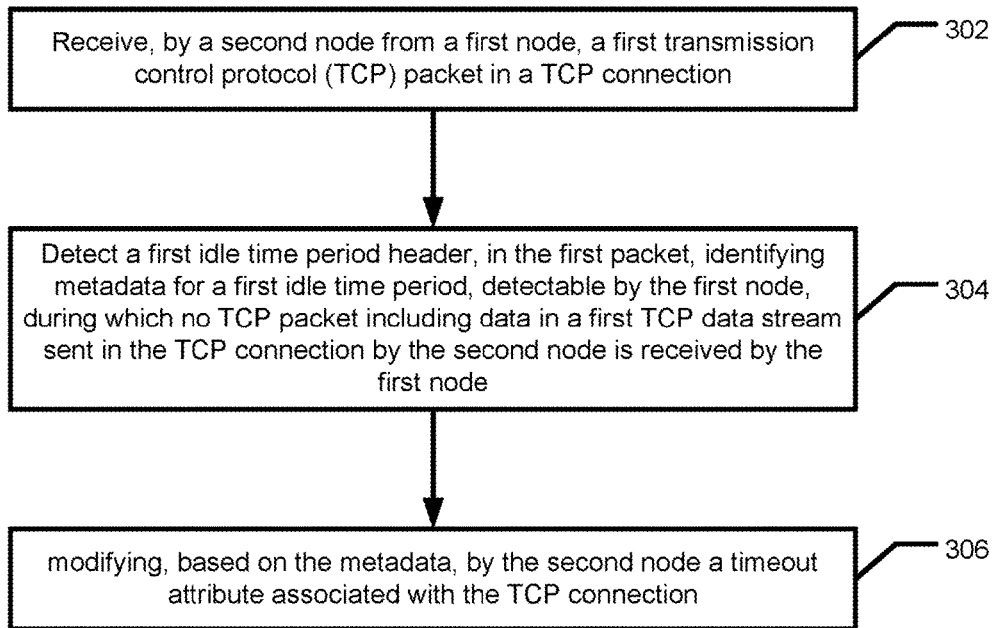 Receive, by a second node from a first node, a first transmission
control protocol (TCP) packet in a TCP connection
302
Detect a first idle time period header, in the first packet, identifying
metadata for a first idle time period, detectable by the first node,
during which no TCP packet including data in a first TCP data stream
sent in the TCP connection by the second node is received by the
first node
304
modifying, based on the metadata, by the second node a timeout
attribute associated with the TCP connection
306